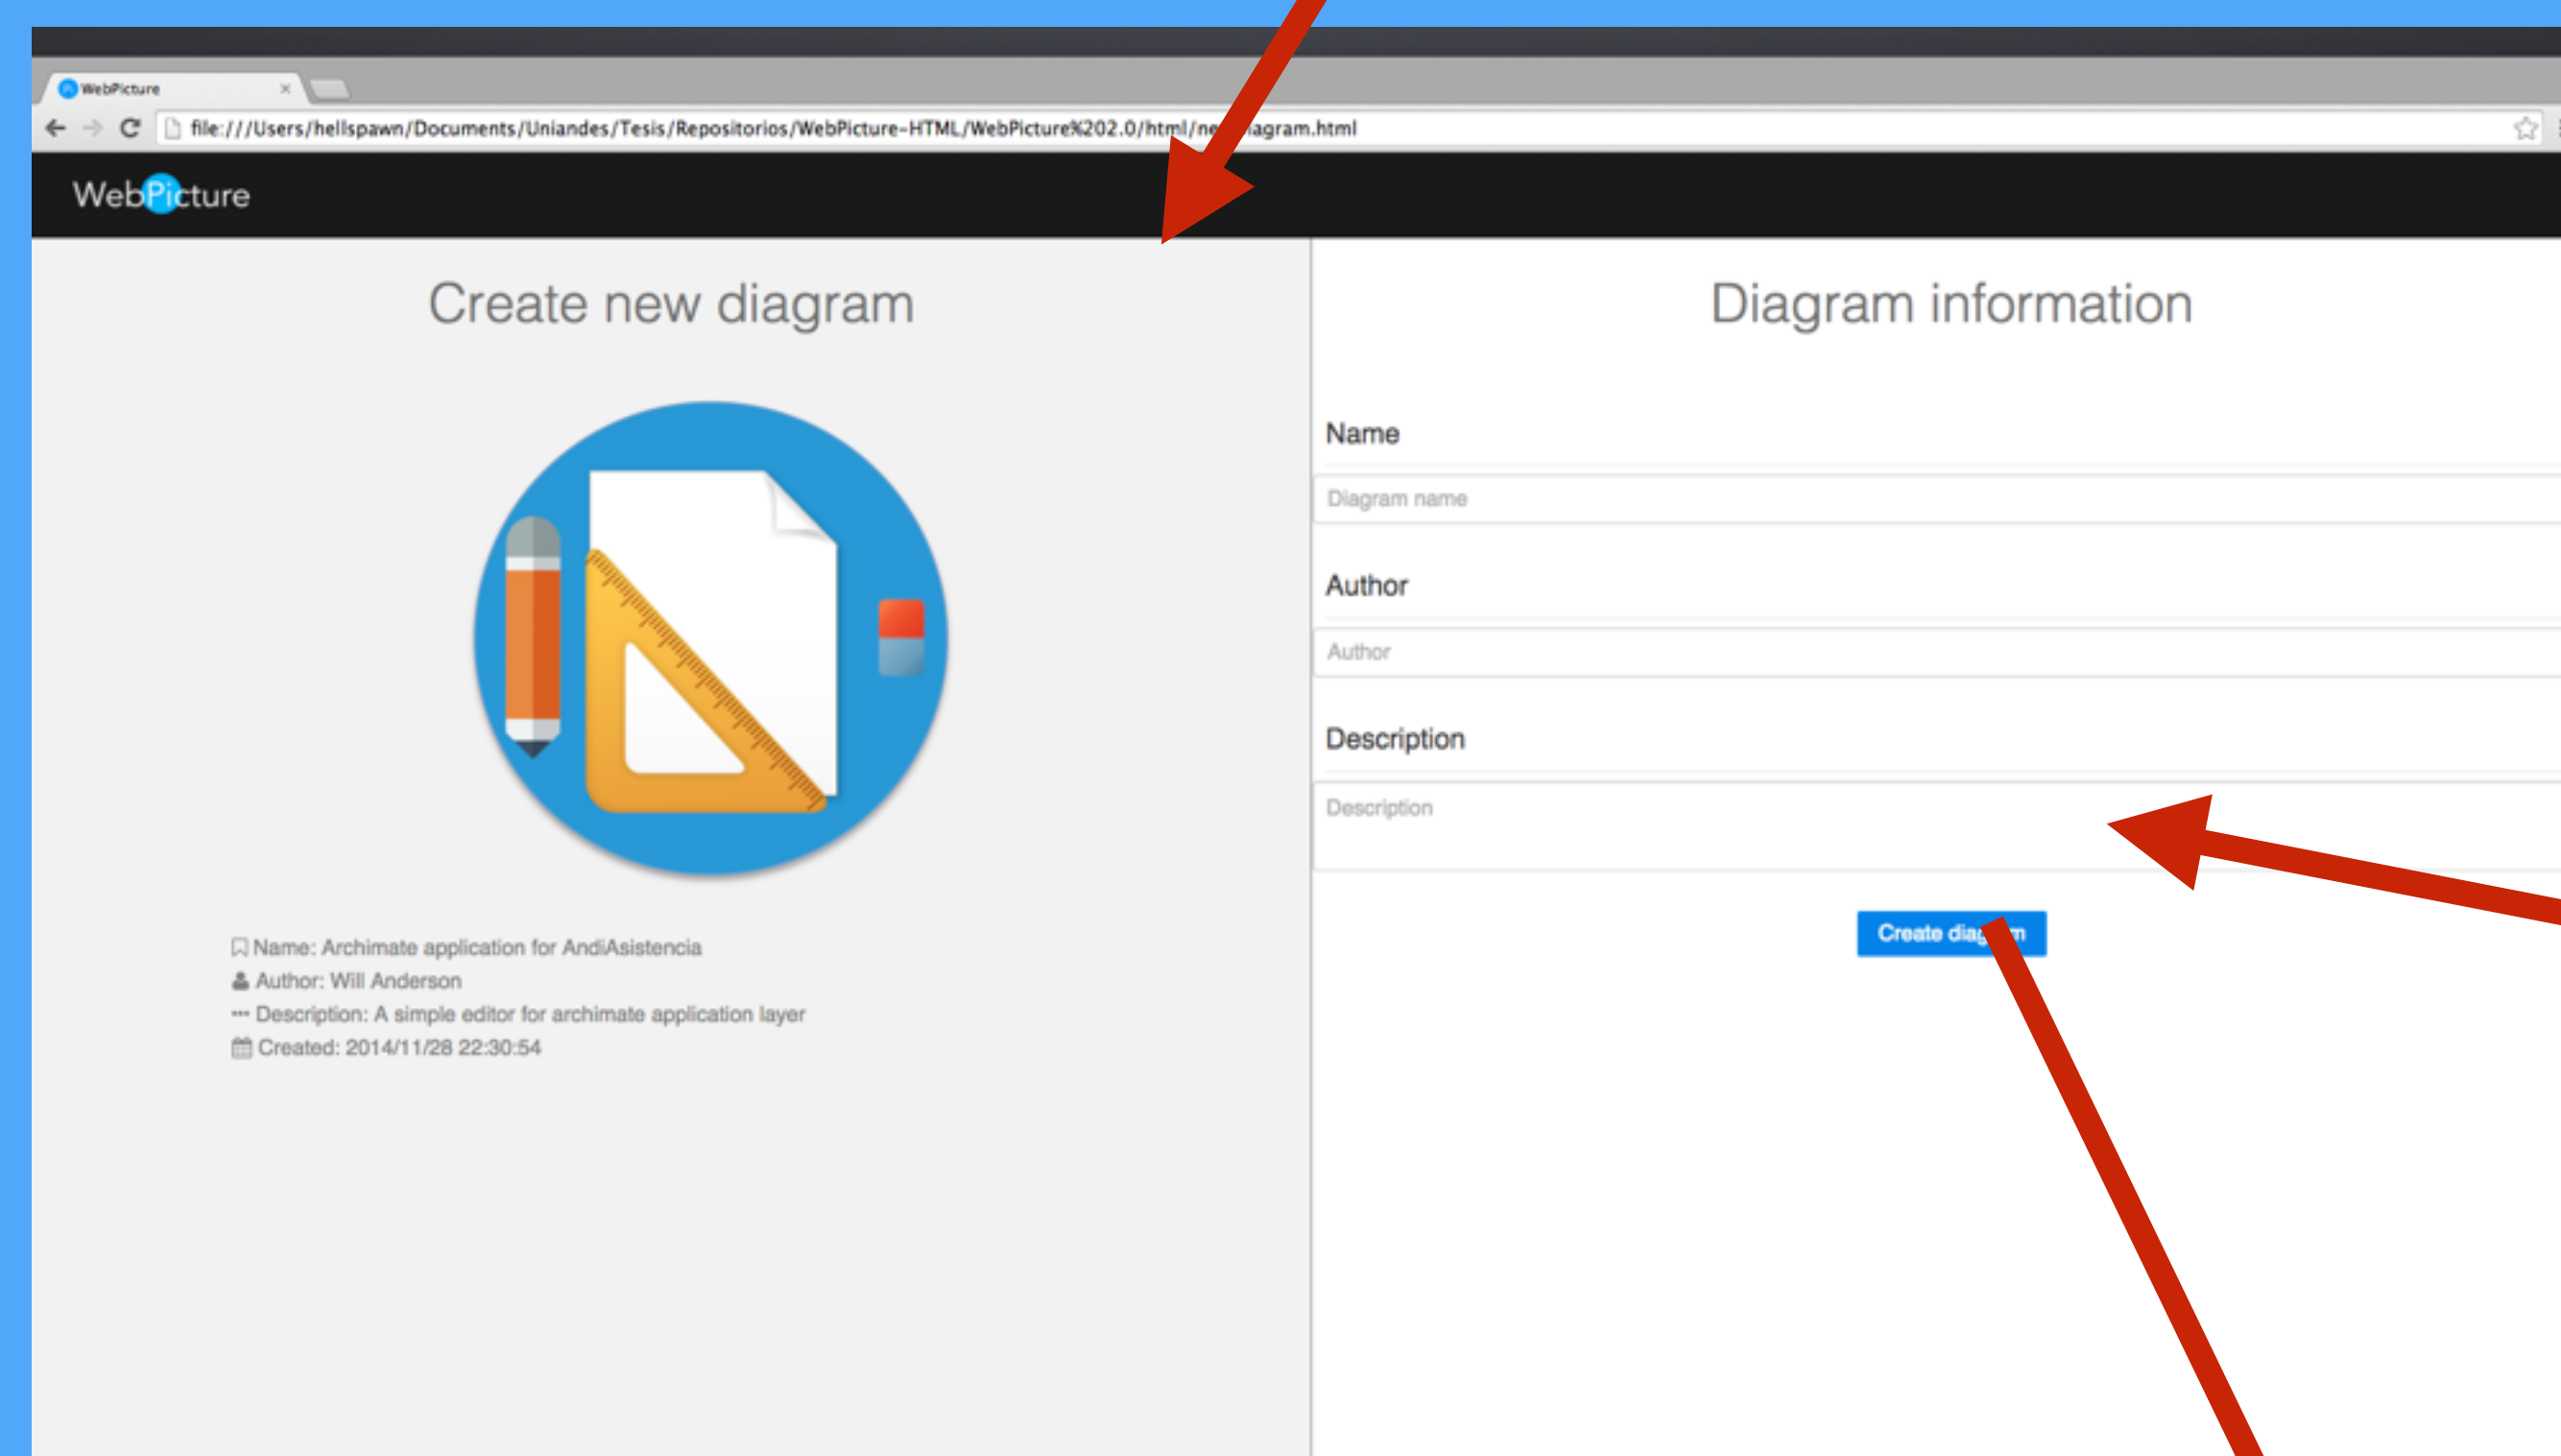 WebPicture
file:///Users/hellspawn/Documents/Uniandes/Tesis/Repositorios/WebPicture-HTML/WebPicture%202.0/html/ne diagram.html
WebPicture
Create new diagram
Name: Archimate application for AndiAsistencia
Author: Will Anderson
Description: A simple editor for archimate application layer
Created: 2014/11/28 22:30:54
Diagram information
Name
Diagram name
Author
Author
Description
Description
Create diagram